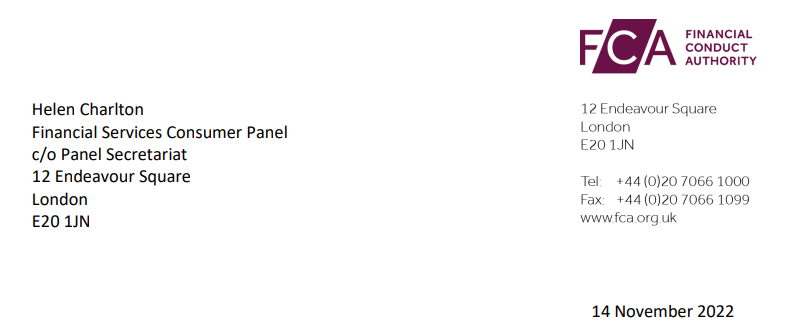 FCA FINANCIAL
CONDUCT
AUTHORITY
Helen Charlton
Financial Services Consumer Panel
c/o Panel Secretariat
12 Endeavour Square
London
E20 1JN
12 Endeavour Square
London
E20 1JN
Tel: +44 (0)20 7066 1000
Fax: +44 (0)20 7066 1099
www.fca.org.uk
14 November 2022